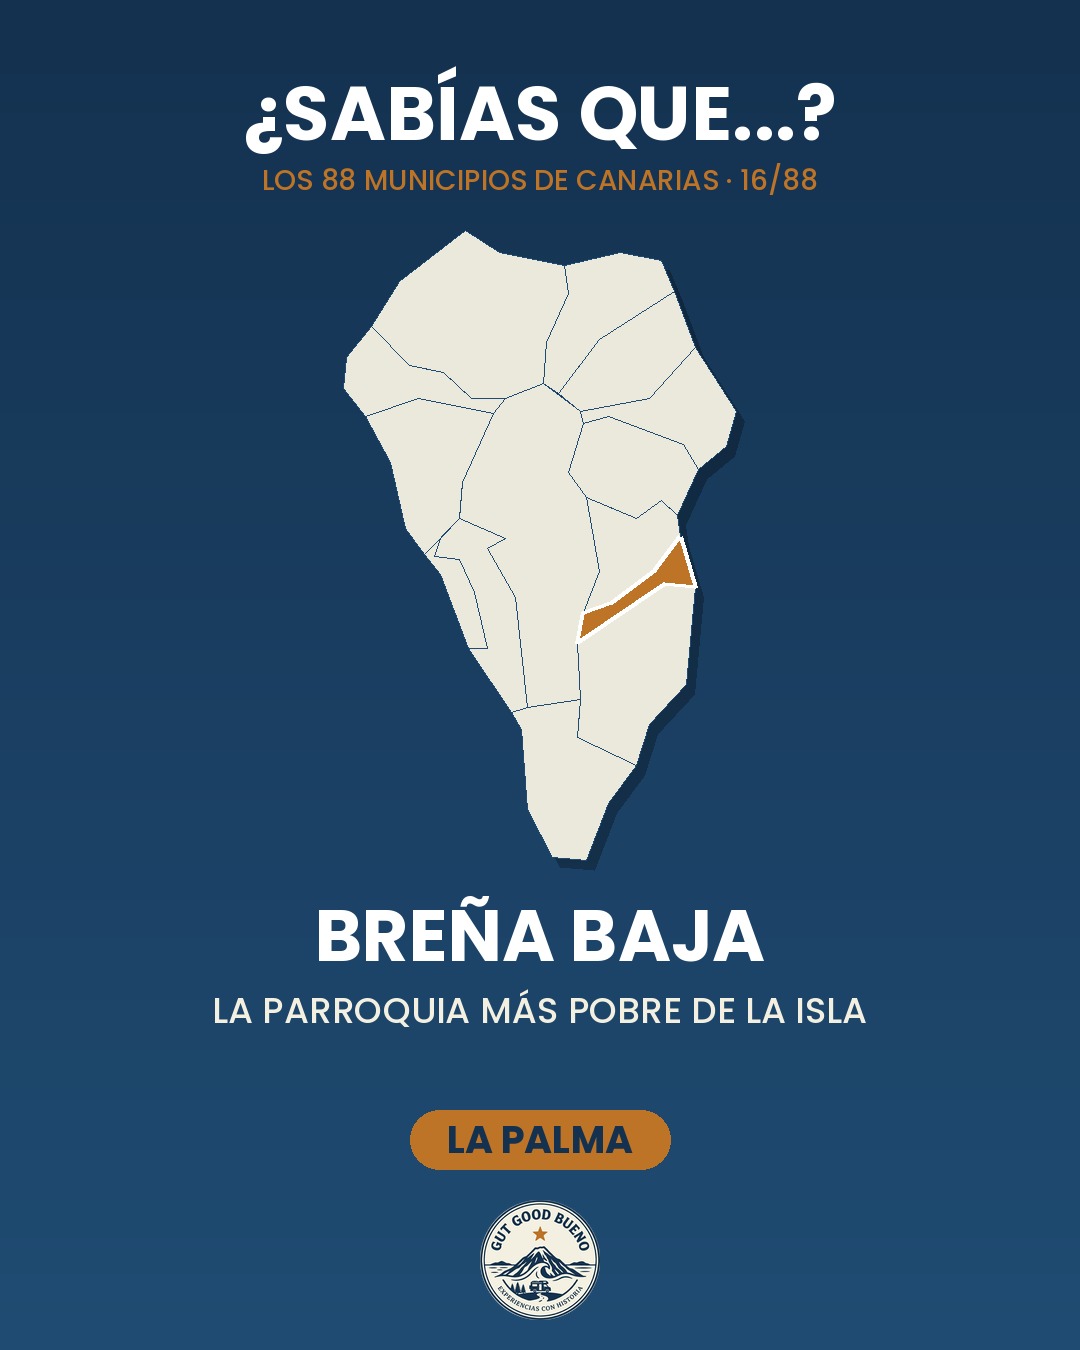 ¿SABÍAS QUE...?
LOS 88 MUNICIPIOS DE CANARIAS · 16/88
BREÑA BAJA
LA PARROQUIA MÁS POBRE DE LA ISLA
LA PALMA
GUT GOOD BUENO
EXPERIENCIAS CON HISTORIA